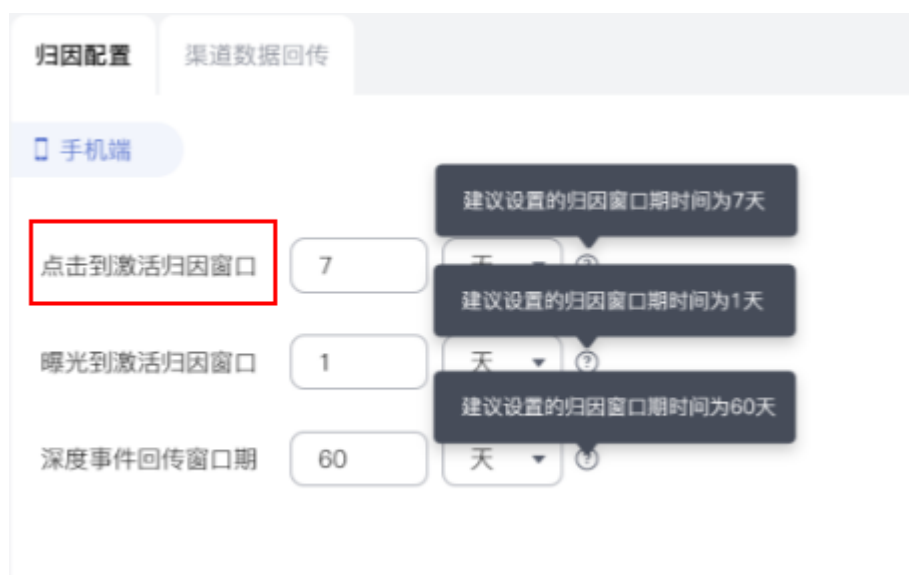 归因配置 渠道数据回传
手机端
建议设置的归因窗口期时间为7天
点击到激活归因窗口 7
建议设置的归因窗口期时间为1天
曝光到激活归因窗口 1 天
建议设置的归因窗口期时间为60天
深度事件回传窗口期 60 天